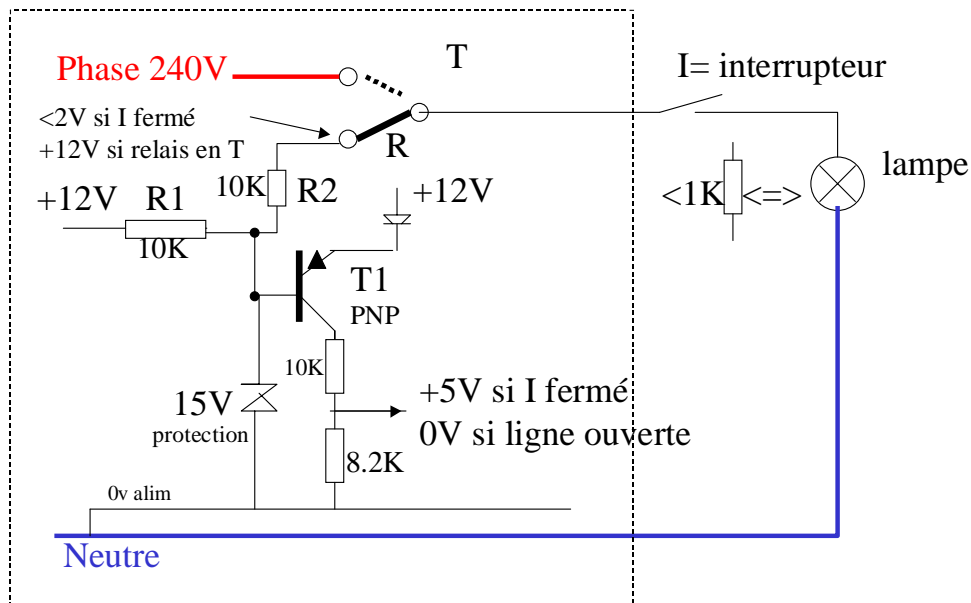 T
Phase 240V
I= interrupteur
<2V si I fermé
+12V si relais en T
R
lampe
10K
R2
+12V
<1K
<=>
+12V
R1
10K
T1
PNP
10K
+5V si I fermé
0V si ligne ouverte
15V
protection
8.2K
0v alim
Neutre